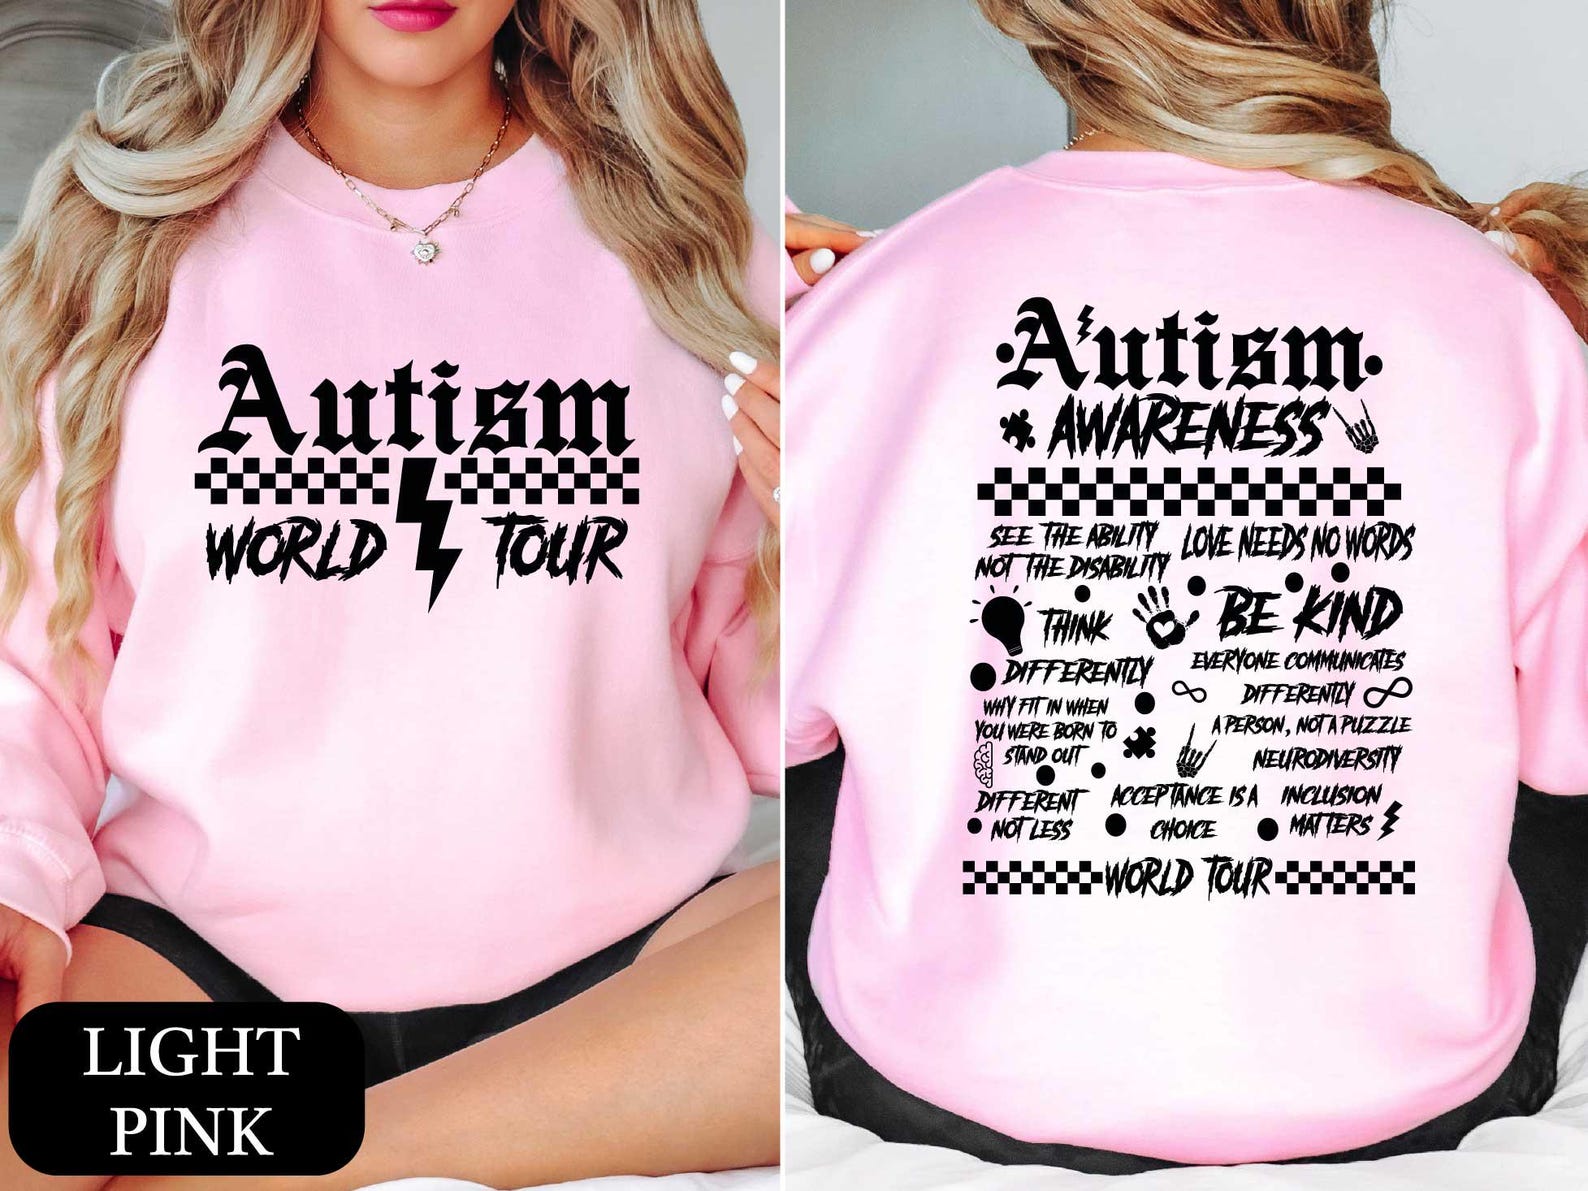 Autism
WORLD TOUR
LIGHT
PINK
Autism
AWARENESS
SEE THE ABILITY
NOT THE DISABILITY
LOVE NEEDS NO WORDS
THINK
DIFFERENTLY
BE KIND
EVERYONE COMMUNICATES
DIFFERENTLY
WHY FIT IN WHEN
YOU WERE BORN TO
STAND OUT
A PERSON, NOT A PUZZLE
NEURODIVERSITY
DIFFERENT
NOT LESS
ACCEPTANCE IS A
CHOICE
INCLUSION
MATTERS
WORLD TOUR